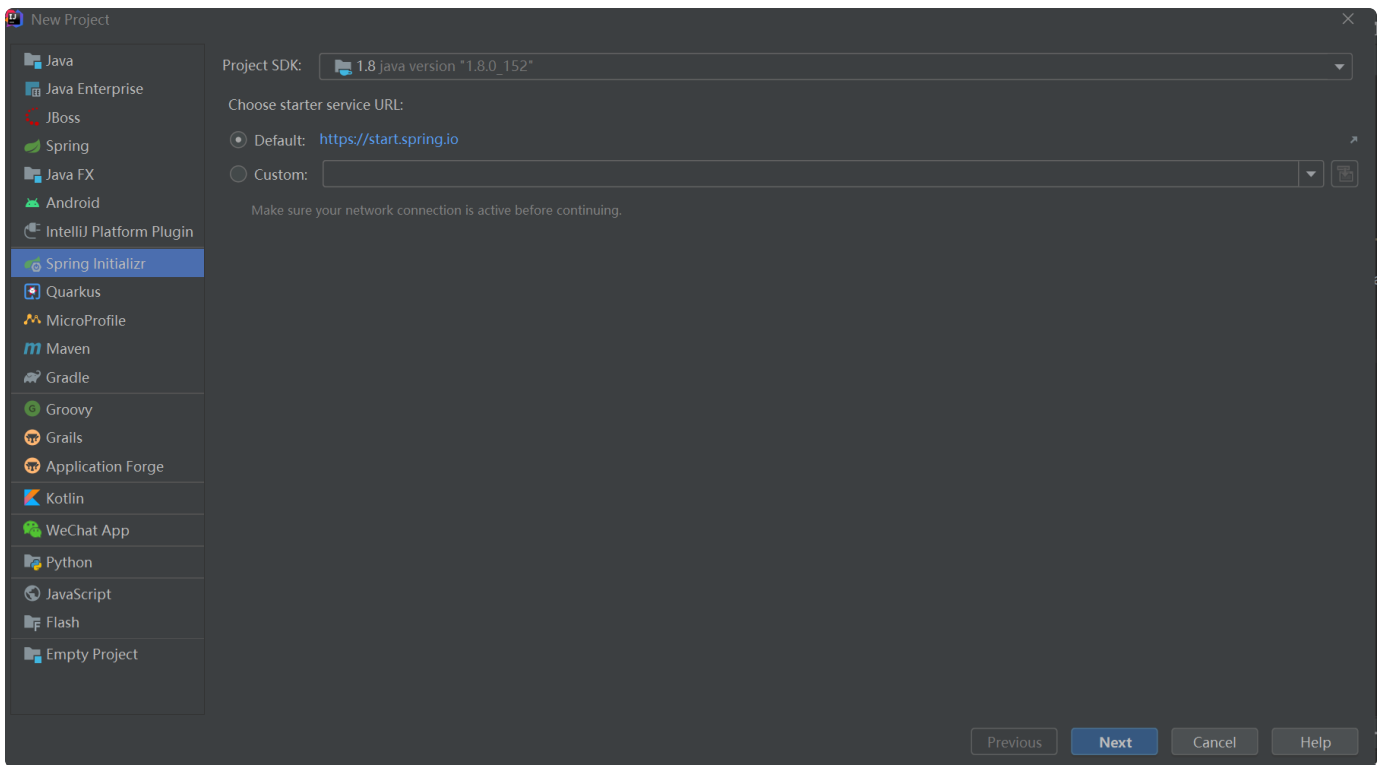 New Project
Java
Java Enterprise
JBoss
Spring
Java FX
Android
IntelliJ Platform Plugin
Spring Initializr
Quarkus
MicroProfile
Maven
Gradle
Groovy
Grails
Application Forge
Kotlin
WeChat App
Python
JavaScript
Flash
Empty Project
Project SDK: 1.8 java version "1.8.0_152"
Choose starter service URL:
Default: https://start.spring.io
Custom:
Make sure your network connection is active before continuing.
Previous Next Cancel Help